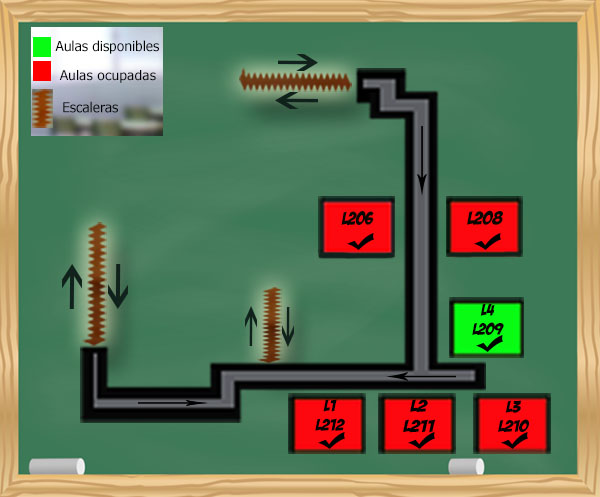 Aulas disponibles
Aulas ocupadas
Escaleras
L206
L208
L4
L209
L1
L212
L2
L211
L3
L210